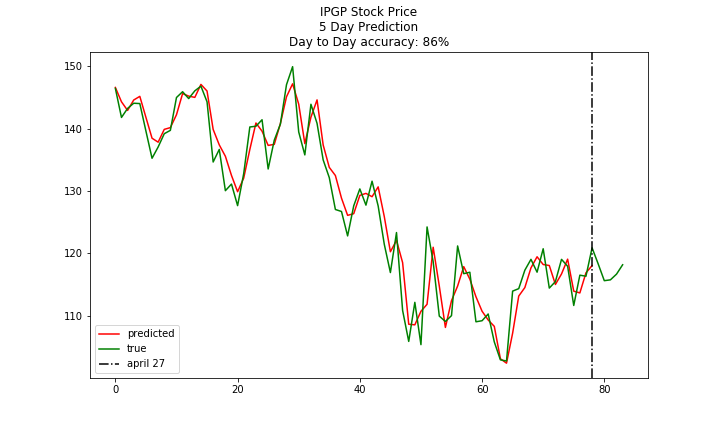 IPGP Stock Price
5 Day Prediction
Day to Day accuracy: 86%
150
140
130
120
110
predicted
true
april 27
0
20
40
60
80